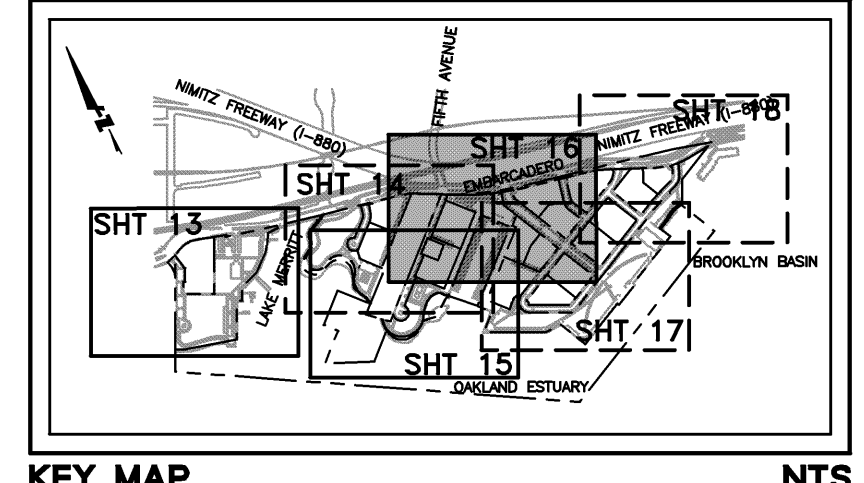 FIFTH AVENUE
NIMITZ FREEWAY (I-880)
SHT 18
NIMITZ FREEWAY (I-880)
SHT 16
EMBARCADERO
SHT 14
SHT 13
LAKE MERRITT
BROOKLYN BASIN
SHT 17
SHT 15
OAKLAND ESTUARY
KEY MAP
NTS